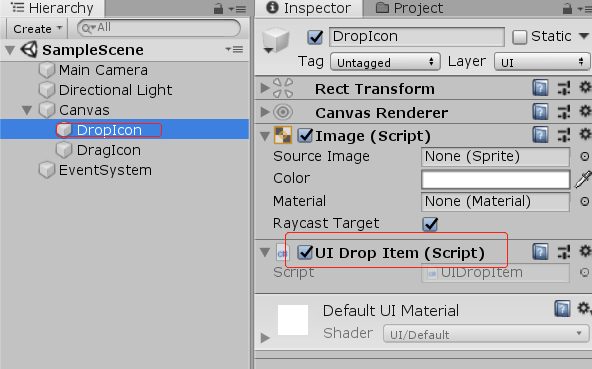 Hierarchy
Create
All
SampleScene
Main Camera
Directional Light
Canvas
DropIcon
DragIcon
EventSystem
Inspector Project
DropIcon Static
Tag Untagged Layer UI
Rect Transform
Canvas Renderer
Image (Script)
Source Image None (Sprite)
Color
Material None (Material)
Raycast Target
UI Drop Item (Script)
Script UIDropItem
Default UI Material
Shader UI/Default